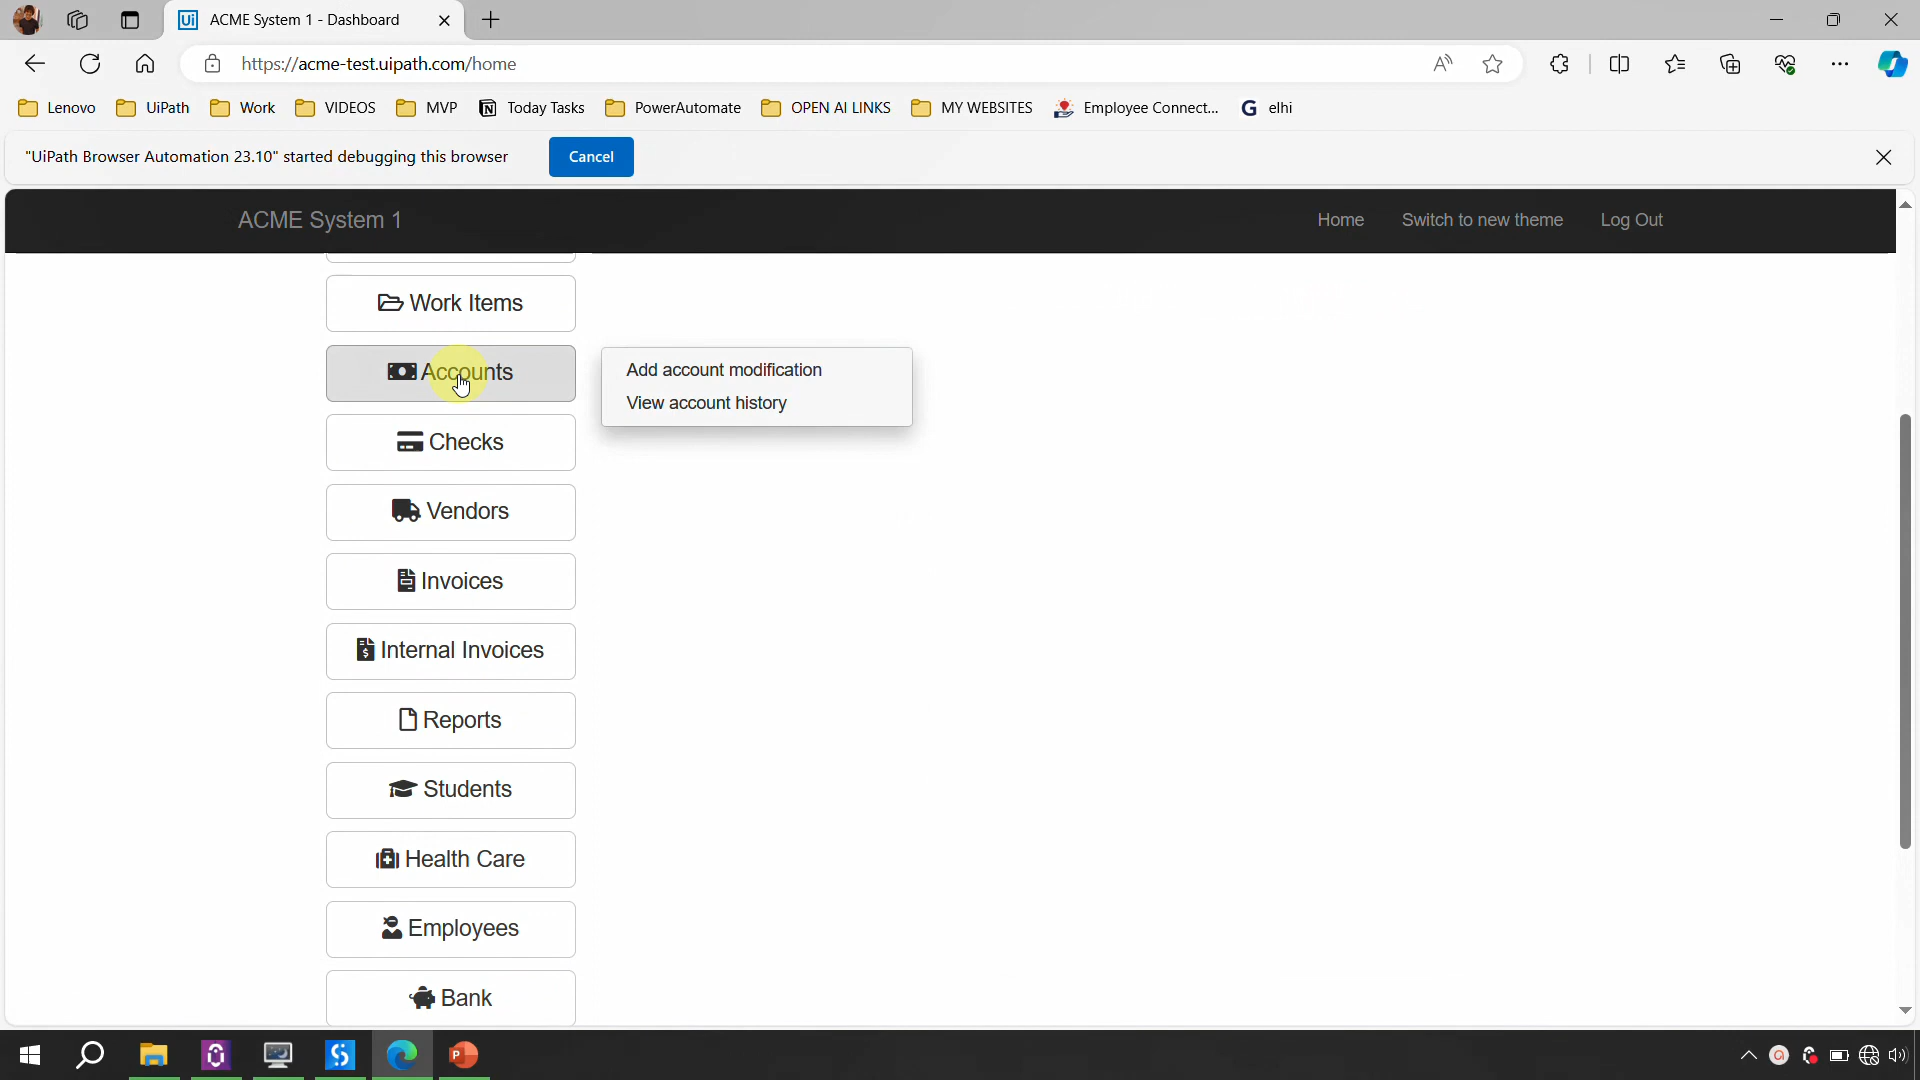 ACME System 1 - Dashboard
https://acme-test.uipath.com/home
Lenovo UiPath Work VIDEOS MVP Today Tasks PowerAutomate OPEN AI LINKS MY WEBSITES Employee Connect... elhi
"UiPath Browser Automation 23.10" started debugging this browser Cancel
ACME System 1 Home Switch to new theme Log Out
Work Items
Accounts
Add account modification
View account history
Checks
Vendors
Invoices
Internal Invoices
Reports
Students
Health Care
Employees
Bank